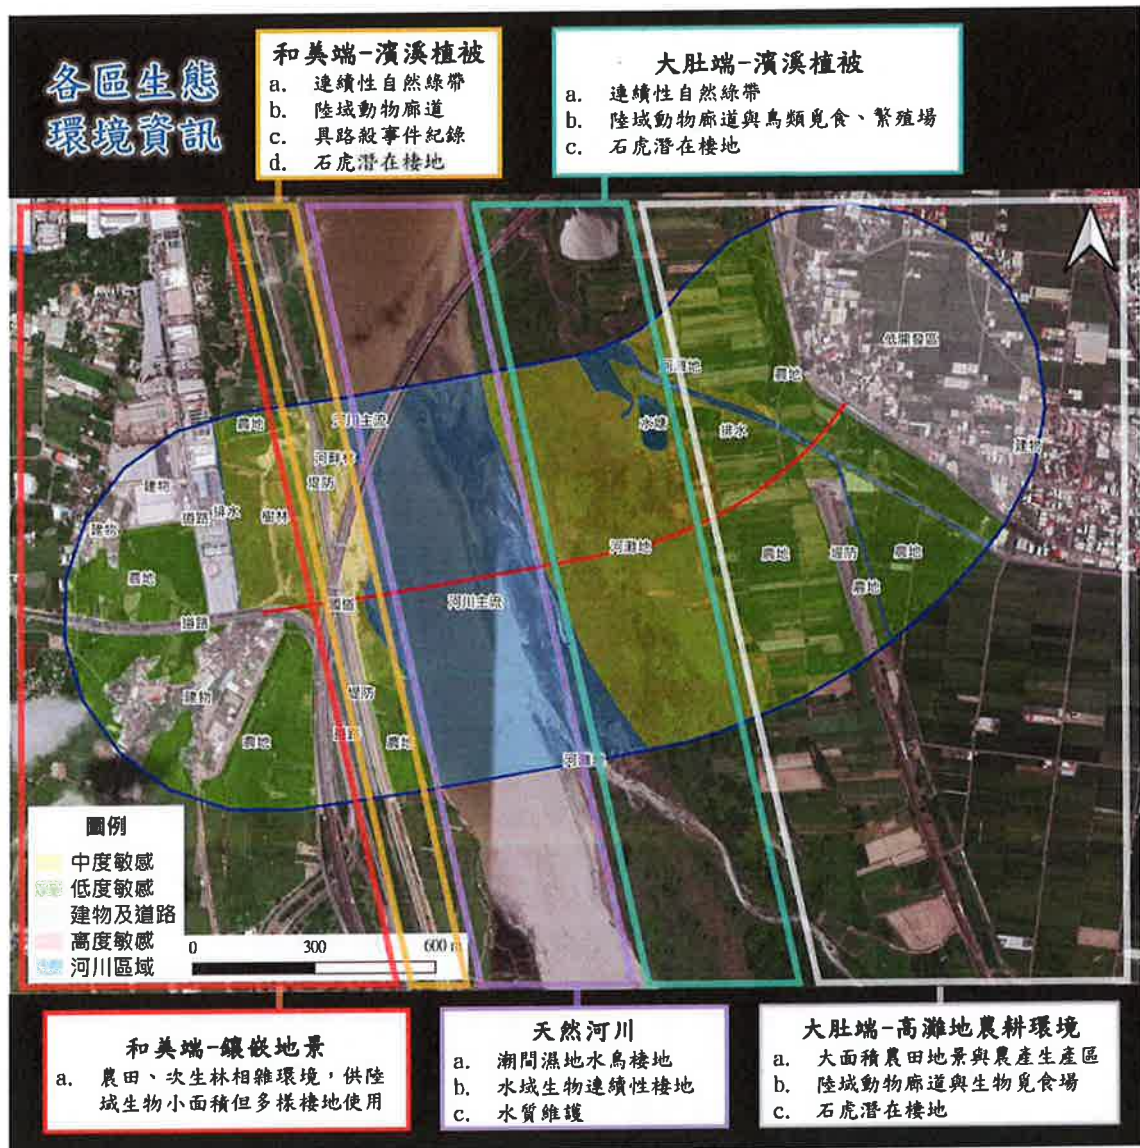 各區生態
環境資訊
和美端-濱溪植被
a. 連續性自然綠帶
b. 陸域動物廊道
c. 具路殺事件紀錄
d. 石虎潛在棲地
大肚端-濱溪植被
a. 連續性自然綠帶
b. 陸域動物廊道與鳥類覓食、繁殖場
c. 石虎潛在棲地
低開發區
河灘地
農地
農地
河川主流
水塘
排水
建物
河畔林
堤防
建物
道路
排水
樹林
建物
農地
河灘地
農地
堤防
農地
農地
國道
河川主流
道路
建物
堤防
農地
農地
圖例
中度敏感
低度敏感
建物及道路
高度敏感
河川區域
0 300 600 m
和美端-鑲嵌地景
a. 農田、次生林相雜環境，供陸
域生物小面積但多樣棲地使用
天然河川
a. 潮間濕地水鳥棲地
b. 水域生物連續性棲地
c. 水質維護
大肚端-高灘地農耕環境
a. 大面積農田地景與農產生產區
b. 陸域動物廊道與生物覓食場
c. 石虎潛在棲地